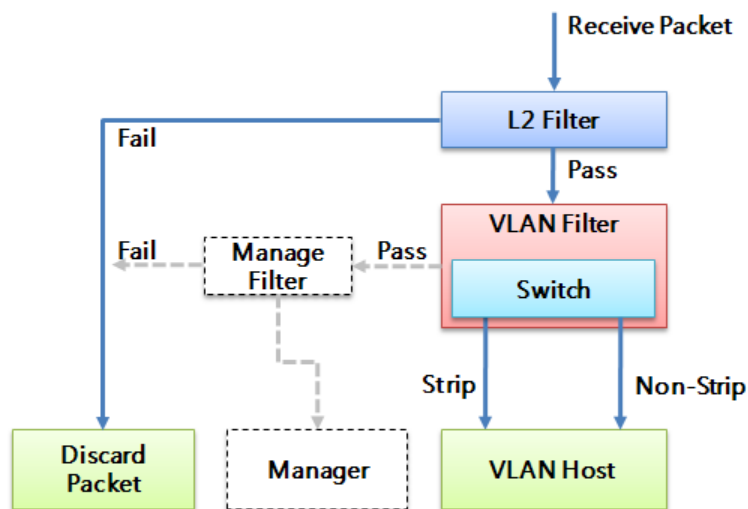 Receive Packet
L2 Filter
Fail
Pass
VLAN Filter
Fail
Manage
Filter
Pass
Switch
Strip
Non-Strip
Discard
Packet
Manager
VLAN Host